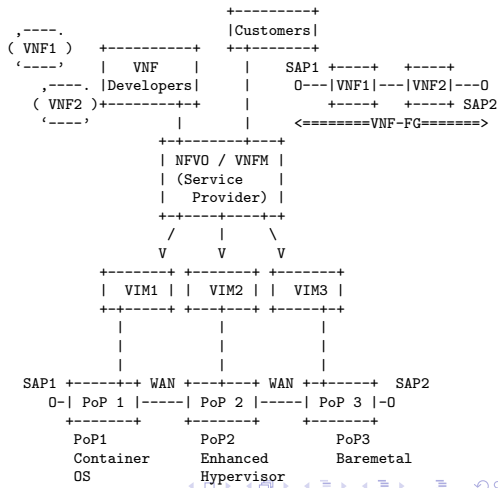 +---------+
 ,----.                   |Customers|
( VNF1 )   +----------+   +-+-------+
 ‘----’    |   VNF    |     |    SAP1 +----+   +----+
    ,----. |Developers|     |     O---|VNF1|---|VNF2|---O
   ( VNF2 )+--------+-+     |         +----+   +----+ SAP2
    ‘----’          |       |     <========VNF-FG=======>
                  +-+-------+---+
                  | NFVO / VNFM |
                  | (Service    |
                  |   Provider) |
                  +-+----+----+-+
                   /     |     \
                  V      V      V
           +-------+ +-------+ +-------+
           |  VIM1 | |  VIM2 | |  VIM3 |
           +-+-----+ +---+---+ +-----+-+
             |           |           |
             |           |           |
             |           |           |
  SAP1 +-----+-+ WAN +---+---+ WAN +-+-----+  SAP2
     O-| PoP 1 |-----| PoP 2 |-----| PoP 3 |-O
       +-------+     +-------+     +-------+
        PoP1          PoP2            PoP3
        Container     Enhanced        Baremetal
        OS            Hypervisor